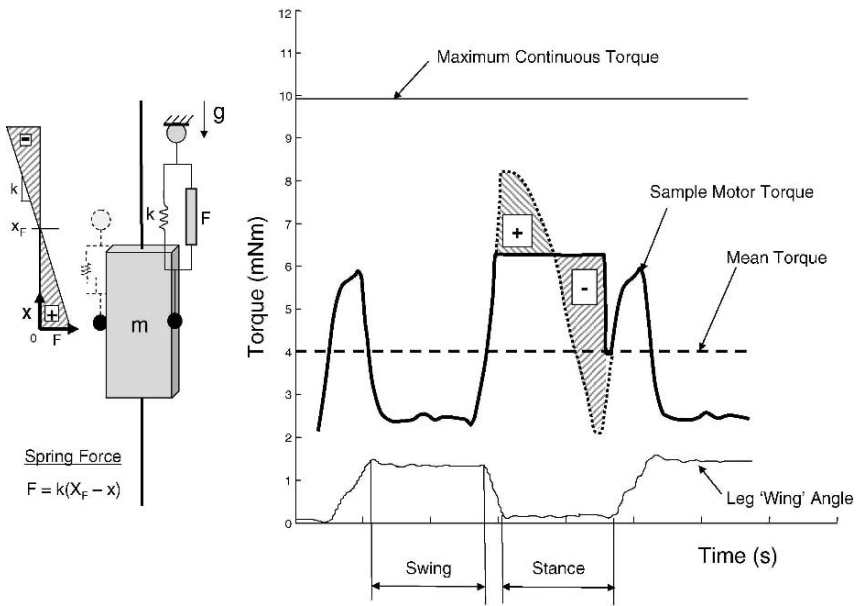 -
k
x_F
x
+
0
F
g
k
F
m
Spring Force
F = k(X_F – x)
12
11
10
9
8
7
6
5
4
3
2
1
0
Torque (mNm)
Maximum Continuous Torque
Sample Motor Torque
Mean Torque
+
-
Leg 'Wing' Angle
Time (s)
Swing
Stance